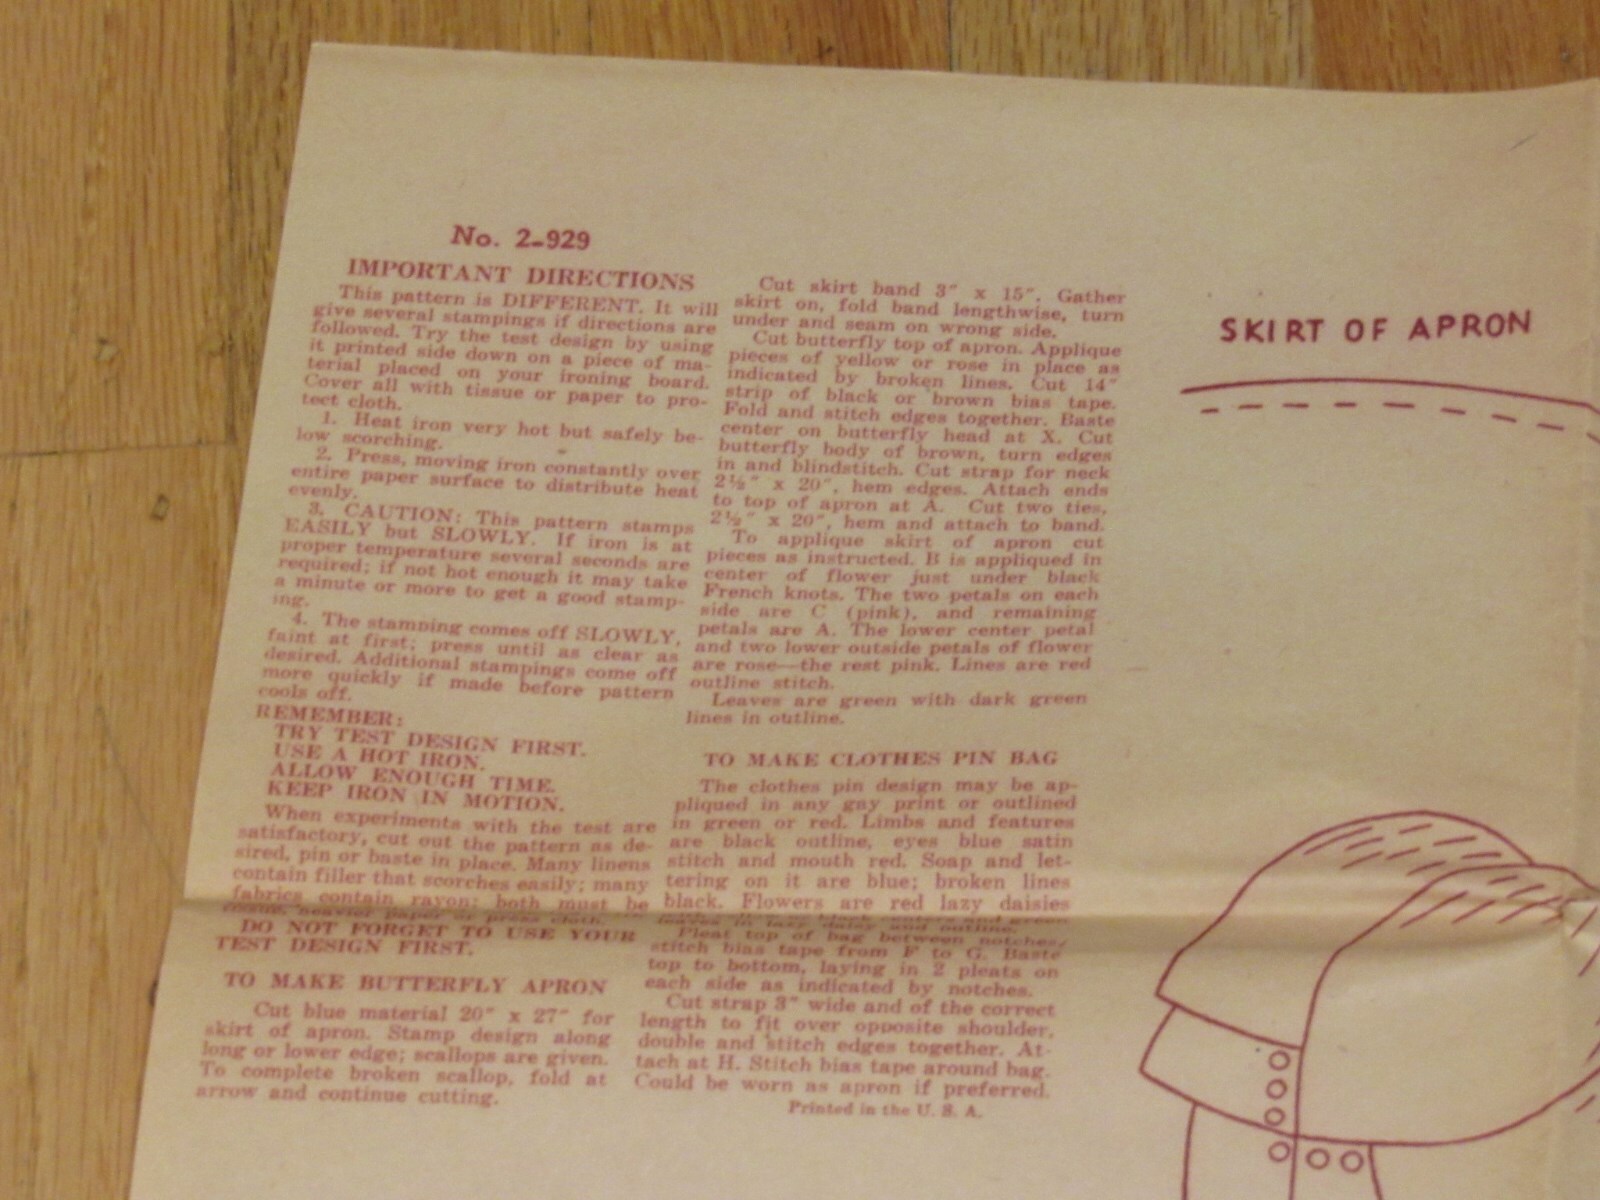 No. 2-929
IMPORTANT DIRECTIONS
This pattern is DIFFERENT. It will
give several stampings if directions are
followed. Try the test design by using
it printed side down on a piece of ma-
terial placed on your ironing board.
Cover all with tissue or paper to pro-
tect cloth.
1. Heat iron very hot but safely be-
low scorching.
2. Press, moving iron constantly over
entire paper surface to distribute heat
evenly.
3. CAUTION: This pattern stamps
EASILY but SLOWLY. If iron is at
proper temperature several seconds are
required; if not hot enough it may take
a minute or more to get a good stamp-
ing.
4. The stamping comes off SLOWLY,
faint at first; press until as clear as
desired. Additional stampings come off
more quickly if made before pattern
cools off.
REMEMBER:
TRY TEST DESIGN FIRST.
USE A HOT IRON.
ALLOW ENOUGH TIME.
KEEP IRON IN MOTION.
When experiments with the test are
satisfactory, cut out the pattern as de-
sired, pin or baste in place. Many linens
contain filler that scorches easily; many
fabrics contain rayon; both must be
heavier paper or press cloth.
DO NOT FORGET TO USE YOUR
TEST DESIGN FIRST.
TO MAKE BUTTERFLY APRON
Cut blue material 20" x 27" for
skirt of apron. Stamp design along
long or lower edge; scallops are given.
To complete broken scallop, fold at
arrow and continue cutting.
Cut skirt band 3" x 15". Gather
skirt on, fold band lengthwise, turn
under and seam on wrong side.
Cut butterfly top of apron. Applique
pieces of yellow or rose in place as
indicated by broken lines. Cut 14"
strip of black or brown bias tape.
Fold and stitch edges together. Baste
center on butterfly head at X. Cut
butterfly body of brown, turn edges
in and blindstitch. Cut strap for neck
2½" x 20", hem edges. Attach ends
to top of apron at A. Cut two ties,
2½" x 20", hem and attach to band.
To applique skirt of apron cut
pieces as instructed. B is appliqued in
center of flower just under black
French knots. The two petals on each
side are C (pink), and remaining
petals are A. The lower center petal
and two lower outside petals of flower
are rose—the rest pink. Lines are red
outline stitch.
Leaves are green with dark green
lines in outline.
TO MAKE CLOTHES PIN BAG
The clothes pin design may be ap-
pliqued in any gay print or outlined
in green or red. Limbs and features
are black outline, eyes blue satin
stitch and mouth red. Soap and let-
tering on it are blue; broken lines
black. Flowers are red lazy daisies
leaves in lazy daisy and outline.
Pleat top of bag between notches,
stitch bias tape from F to G. Baste
top to bottom, laying in 2 pleats on
each side as indicated by notches.
Cut strap 3" wide and of the correct
length to fit over opposite shoulder,
double and stitch edges together. At-
tach at H. Stitch bias tape around bag.
Could be worn as apron if preferred.
Printed in the U. S. A.
SKIRT OF APRON